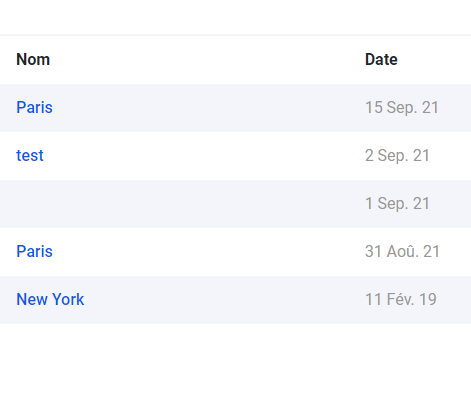 Nom Date
Paris 15 Sep. 21
test 2 Sep. 21
1 Sep. 21
Paris 31 Aoû. 21
New York 11 Fév. 19